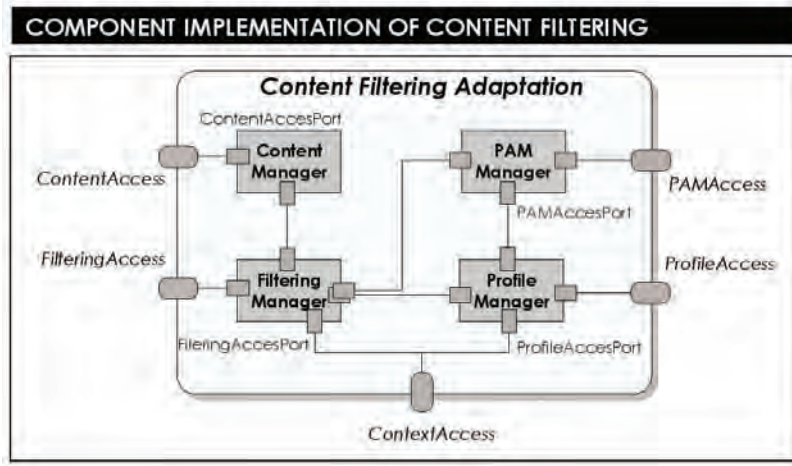 COMPONENT IMPLEMENTATION OF CONTENT FILTERING
Content Filtering Adaptation
ContentAccesPort
Content
Manager
PAM
Manager
ContentAccess
PAMAccess
PAMAccesPort
FilteringAccess
ProfileAccess
Filtering
Manager
Profile
Manager
FileringAccesPort
ProfileAccesPort
ContextAccess